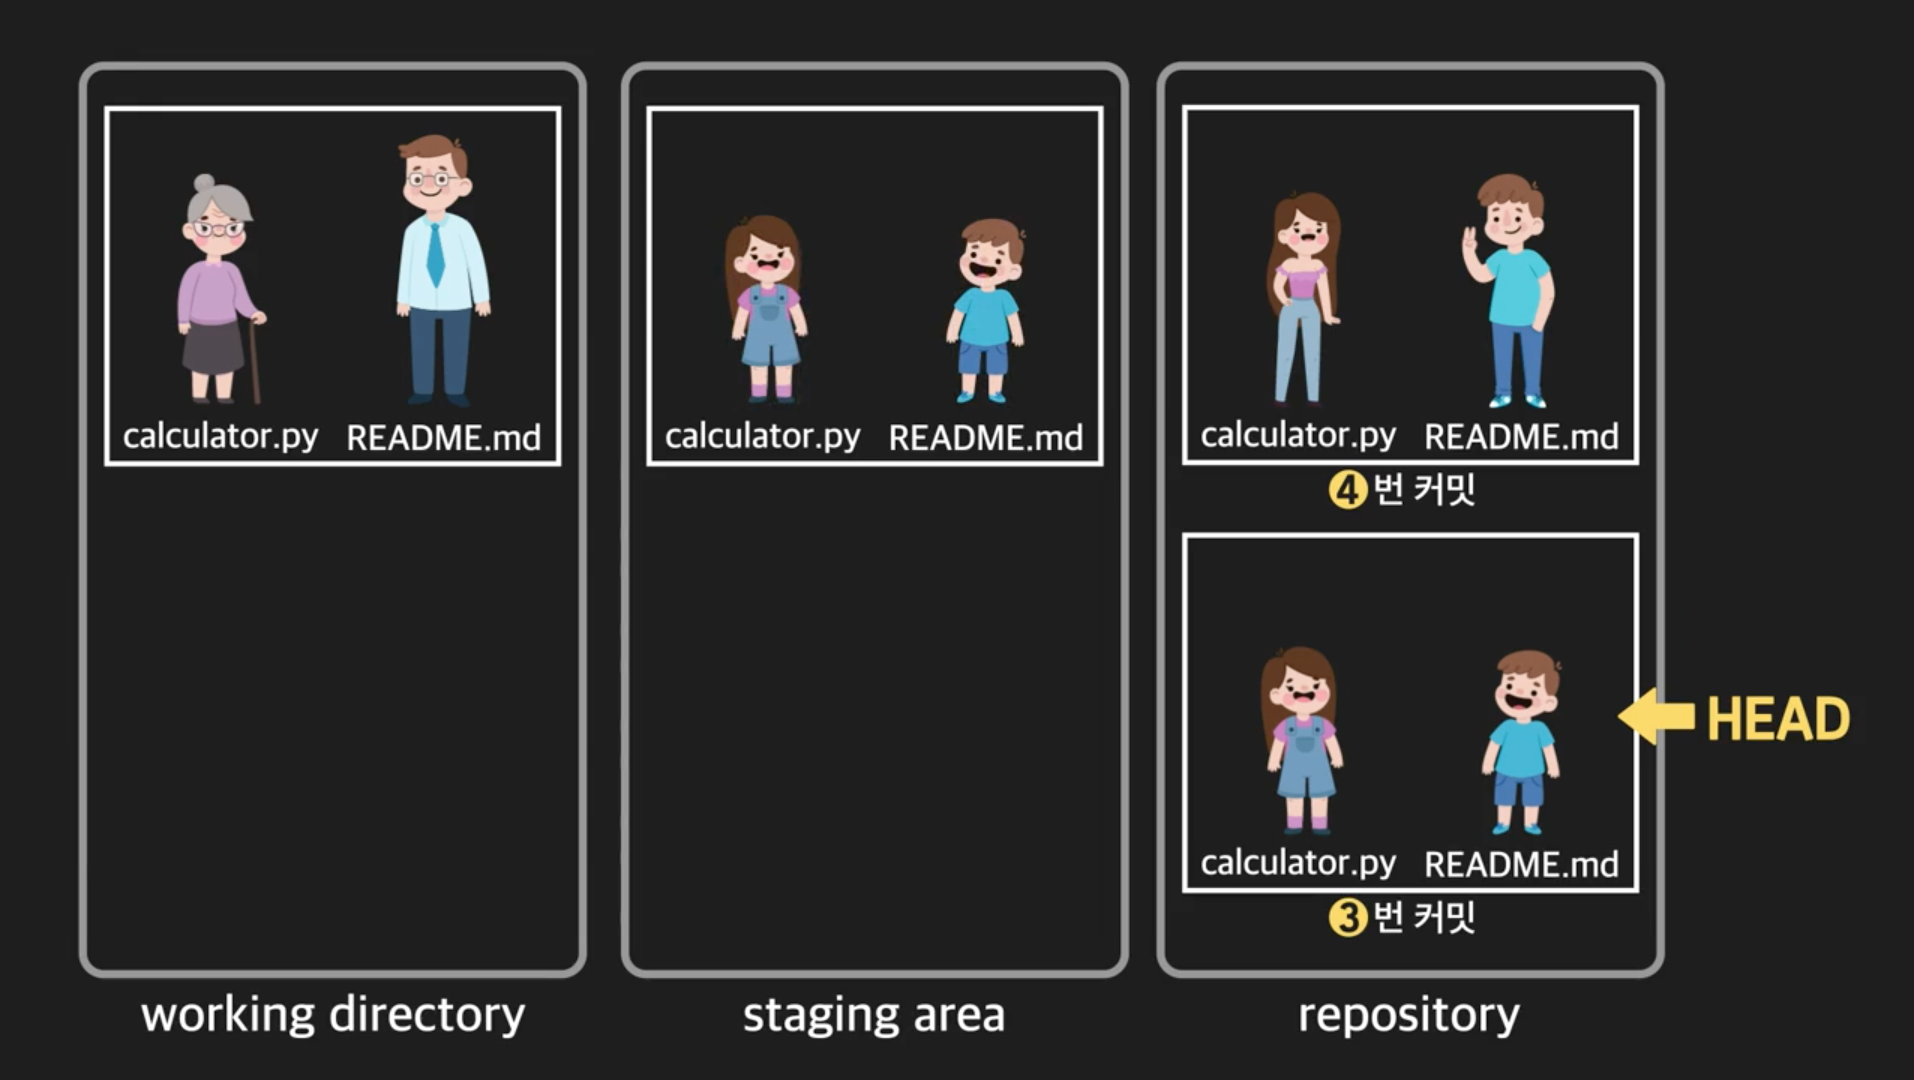 calculator.py README.md
calculator.py README.md
calculator.py README.md
4번 커밋
calculator.py README.md
3번 커밋
HEAD
working directory
staging area
repository